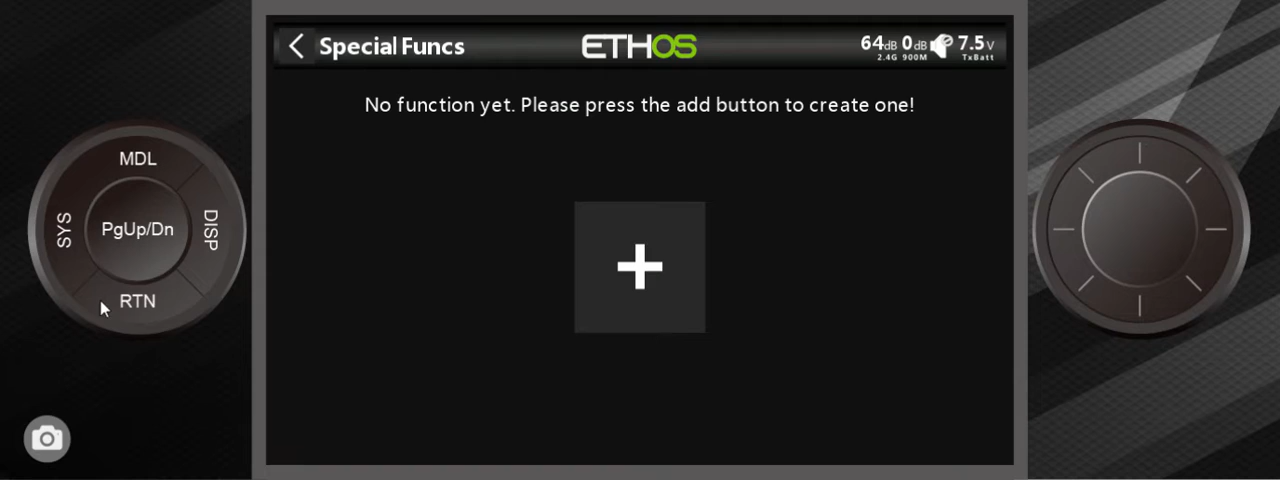 Special Funcs
ETHOS
64dB 0dB 7.5V
2.4G 900M TxBatt
No function yet. Please press the add button to create one!
MDL
SYS
PgUp/Dn
DISP
RTN